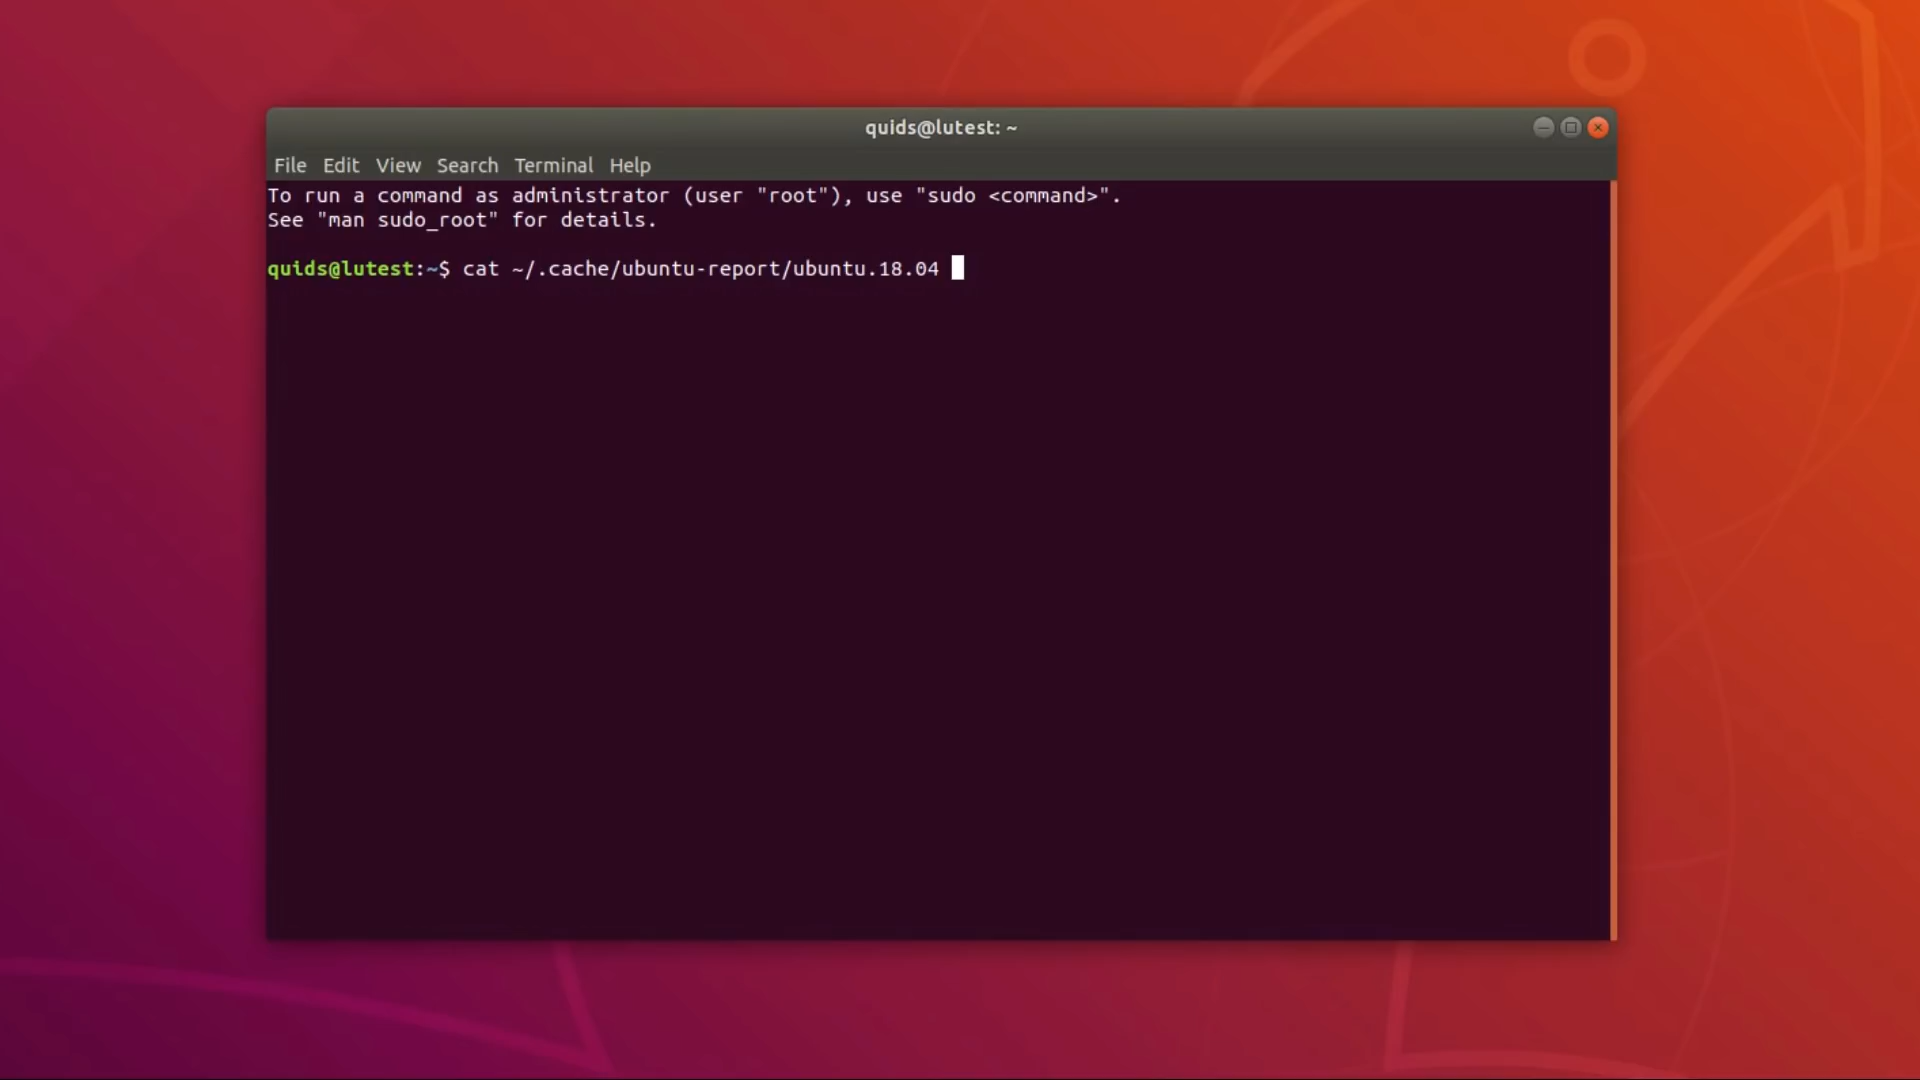 quids@lutest: ~
File Edit View Search Terminal Help
To run a command as administrator (user "root"), use "sudo <command>".
See "man sudo_root" for details.
quids@lutest:~$ cat ~/.cache/ubuntu-report/ubuntu.18.04